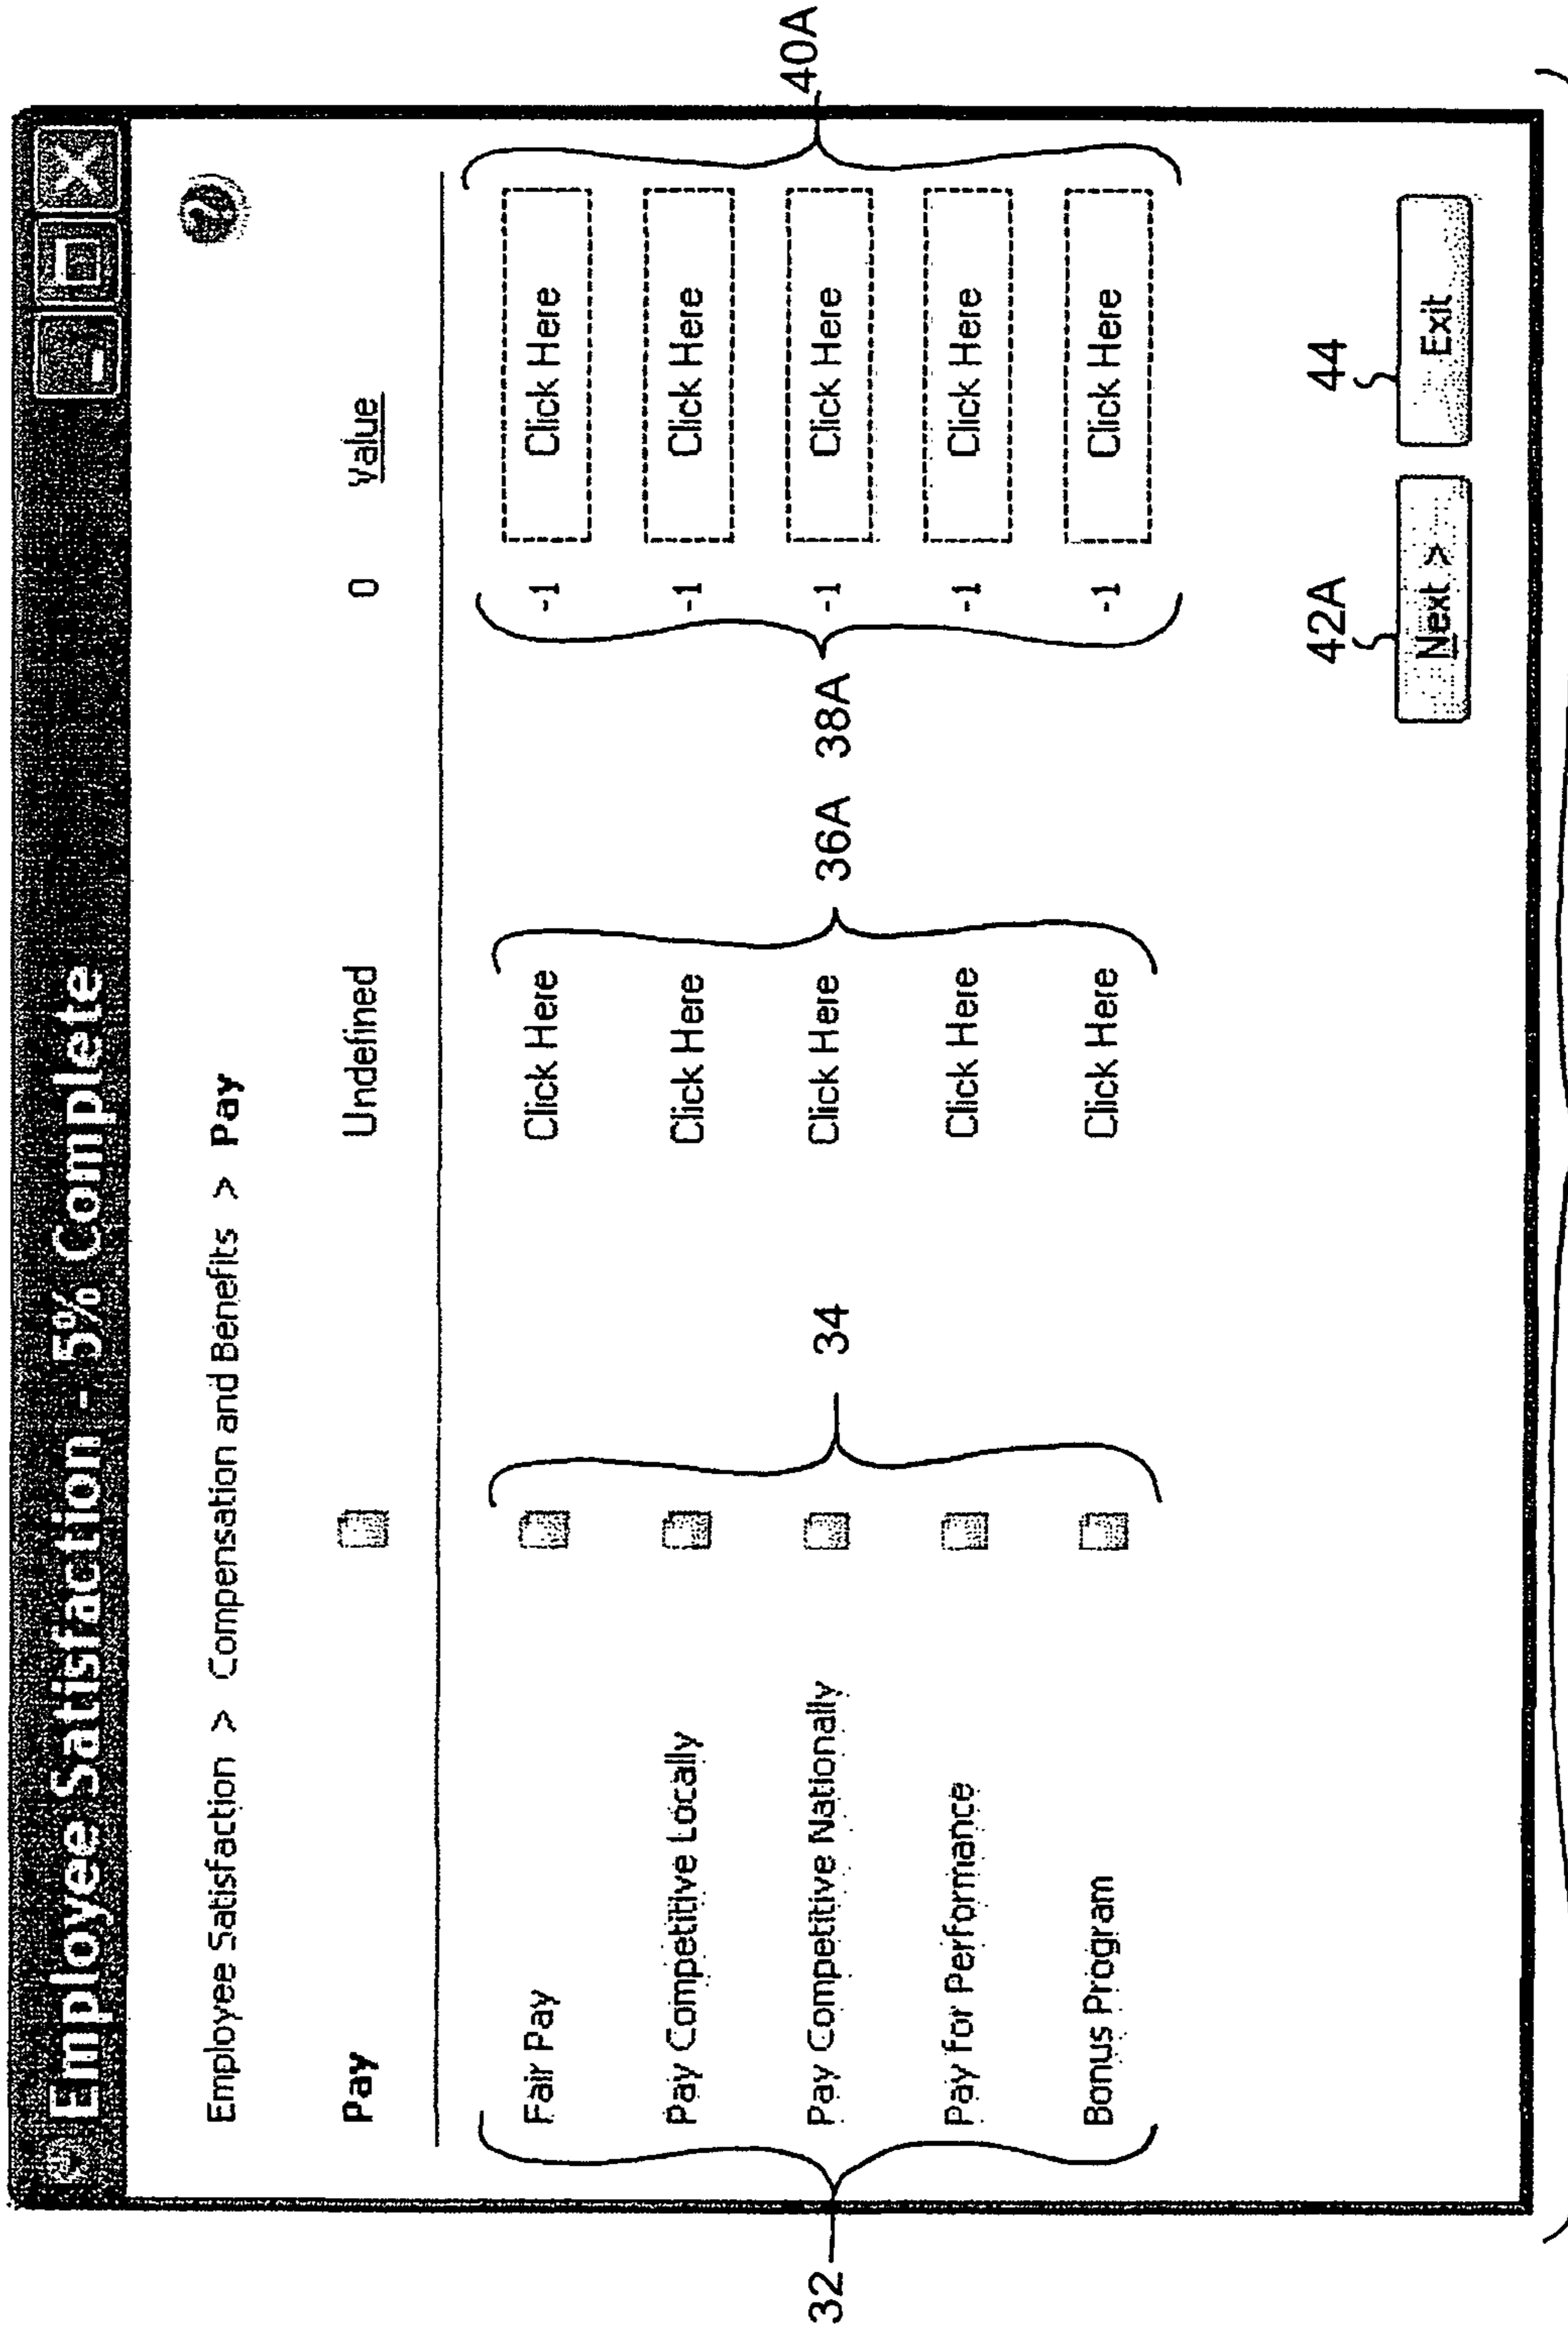 Employee Satisfaction - 5% Complete
Employee Satisfaction > Compensation and Benefits > Pay
Pay Undefined 0 Value
Fair Pay Click Here -1 Click Here
Pay Competitive Locally Click Here -1 Click Here
32 Pay Competitive Nationally 34 Click Here 36A 38A -1 Click Here 40A
Pay for Performance Click Here -1 Click Here
Bonus Program Click Here -1 Click Here
42A 44
Next > Exit